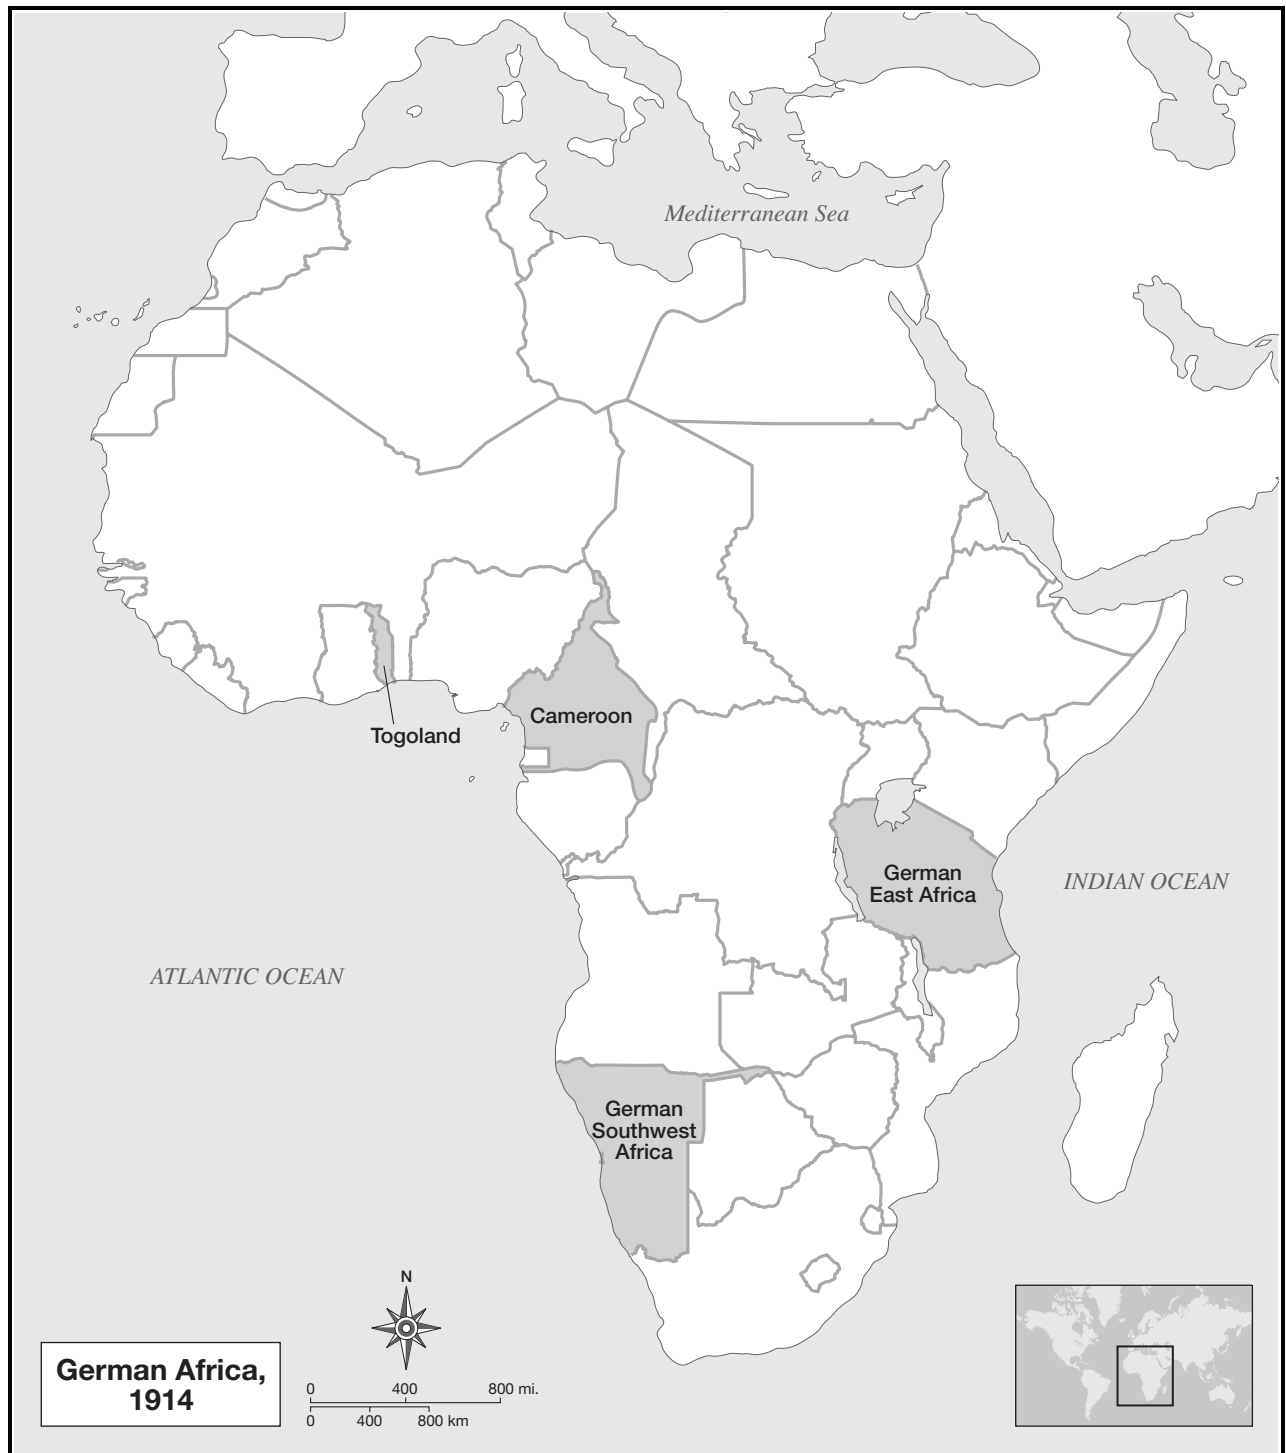 Mediterranean Sea
Togoland
Cameroon
German
East Africa
INDIAN OCEAN
ATLANTIC OCEAN
German
Southwest
Africa
N
German Africa,
1914
0 400 800 mi.
0 400 800 km